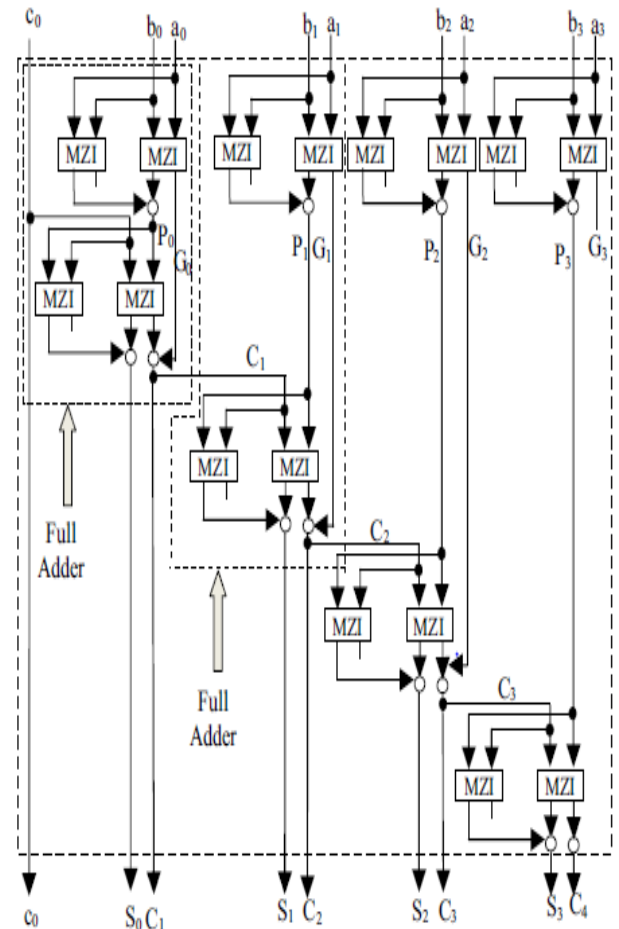 c0
b0 a0
b1 a1
b2 a2
b3 a3
MZI MZI MZI MZI MZI MZI MZI MZI
P0
G0
P1 G1
P2 G2
P3 G3
MZI MZI
C1
Full
Adder
MZI MZI
C2
Full
Adder
MZI MZI
C3
MZI MZI
c0 S0 C1 S1 C2 S2 C3 S3 C4